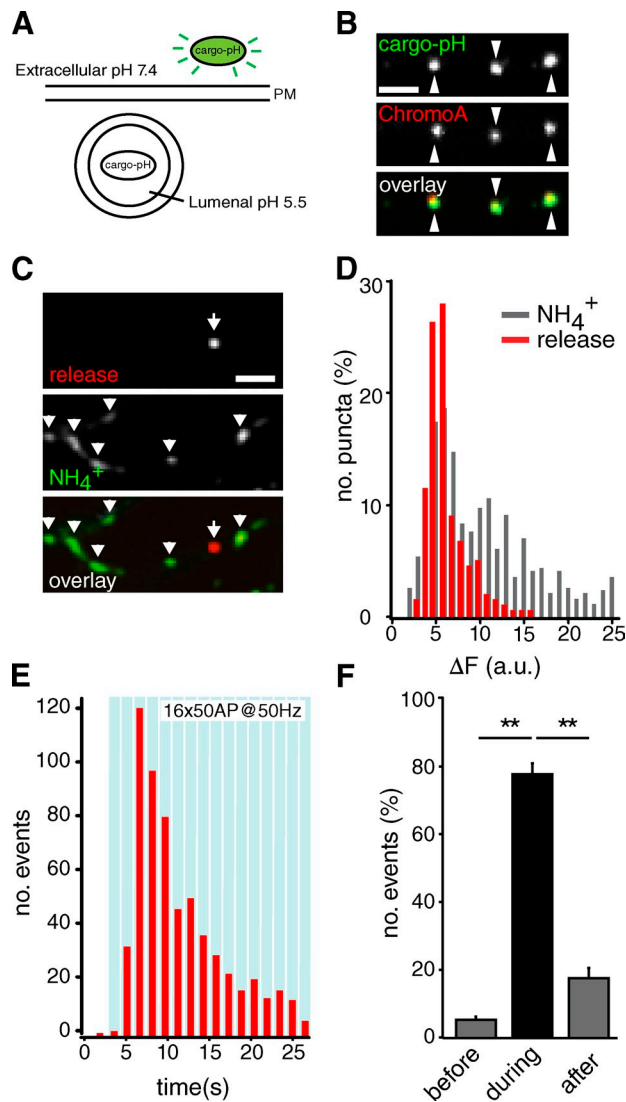 A
cargo-pH
Extracellular pH 7.4
PM
cargo-pH
Lumenal pH 5.5
B
cargo-pH
ChromoA
overlay
C
release
NH4+
overlay
D
no. puncta (%)
30
20
10
0
0 5 10 15 20 25
ΔF (a.u.)
NH4+
release
E
no. events
120
80
40
20
0
16x50AP@50Hz
0 5 10 15 20 25
time(s)
F
no. events (%)
100
80
60
40
20
0
** **
before
during
after